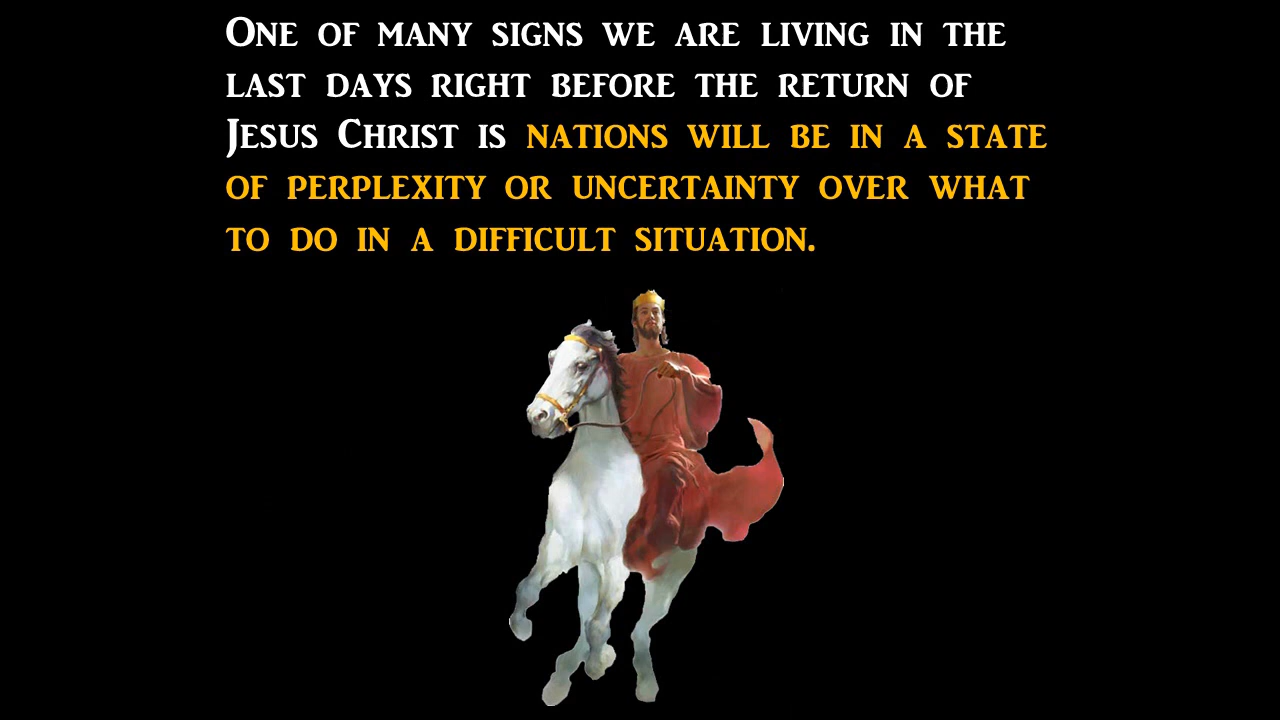 One of many signs we are living in the
last days right before the return of
Jesus Christ is nations will be in a state
of perplexity or uncertainty over what
to do in a difficult situation.